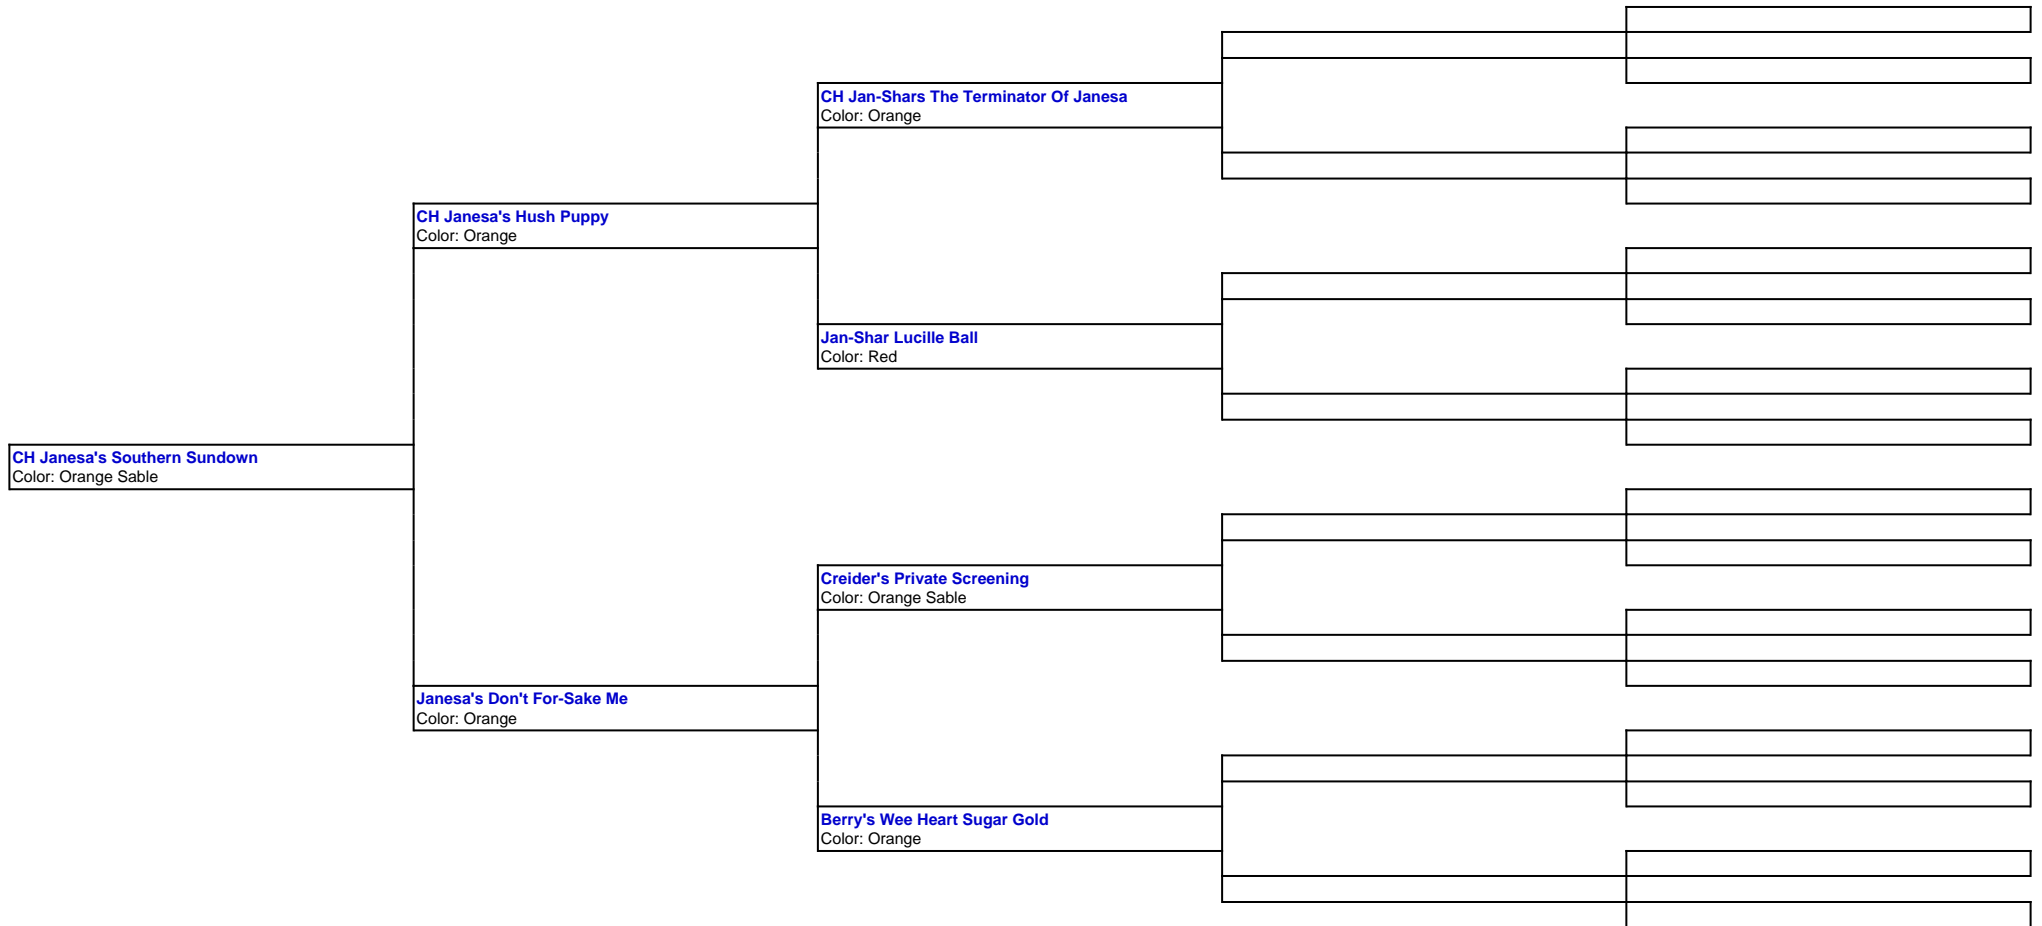 CH Jan-Shars The Terminator Of Janesa
Color: Orange
CH Janesa's Hush Puppy
Color: Orange
Jan-Shar Lucille Ball
Color: Red
CH Janesa's Southern Sundown
Color: Orange Sable
Creider's Private Screening
Color: Orange Sable
Janesa's Don't For-Sake Me
Color: Orange
Berry's Wee Heart Sugar Gold
Color: Orange